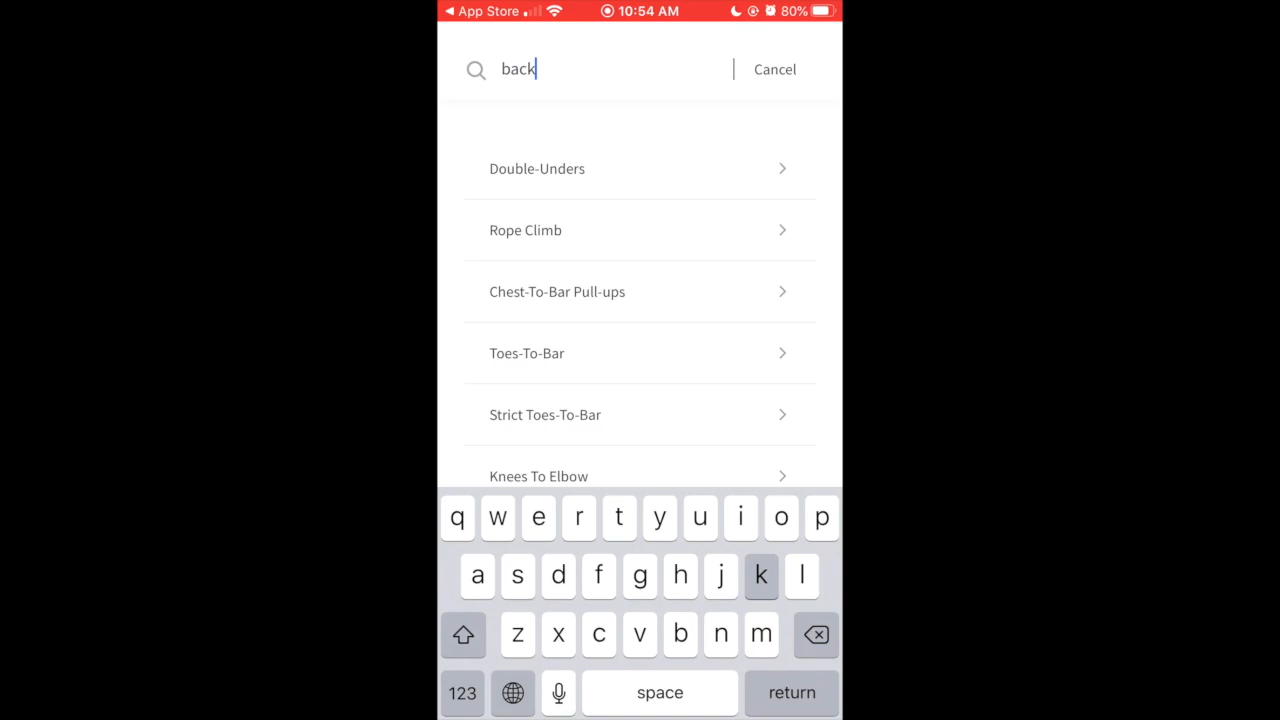 App Store 10:54 AM 80%
back Cancel
Double-Unders
Rope Climb
Chest-To-Bar Pull-ups
Toes-To-Bar
Strict Toes-To-Bar
Knees To Elbow
q w e r t y u i o p
a s d f g h j k l
z x c v b n m
123 space return